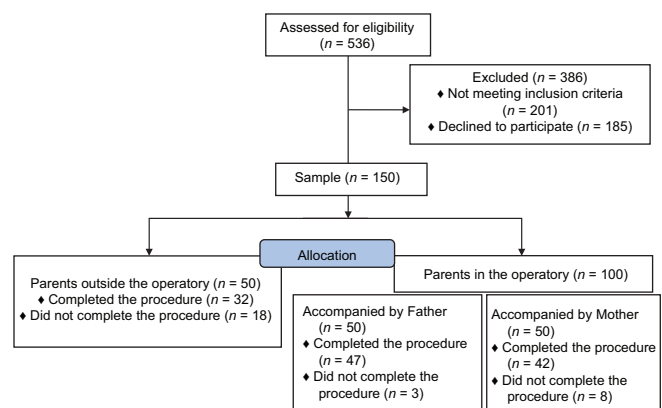 Assessed for eligibility
(n = 536)
Excluded (n = 386)
♦ Not meeting inclusion criteria
(n = 201)
♦ Declined to participate (n = 185)
Sample (n = 150)
Allocation
Parents outside the operatory (n = 50)
♦ Completed the procedure (n = 32)
♦ Did not complete the procedure (n = 18)
Parents in the operatory (n = 100)
Accompanied by Father
(n = 50)
♦ Completed the procedure
(n = 47)
♦ Did not complete the
procedure (n = 3)
Accompanied by Mother
(n = 50)
♦ Completed the procedure
(n = 42)
♦ Did not complete the
procedure (n = 8)